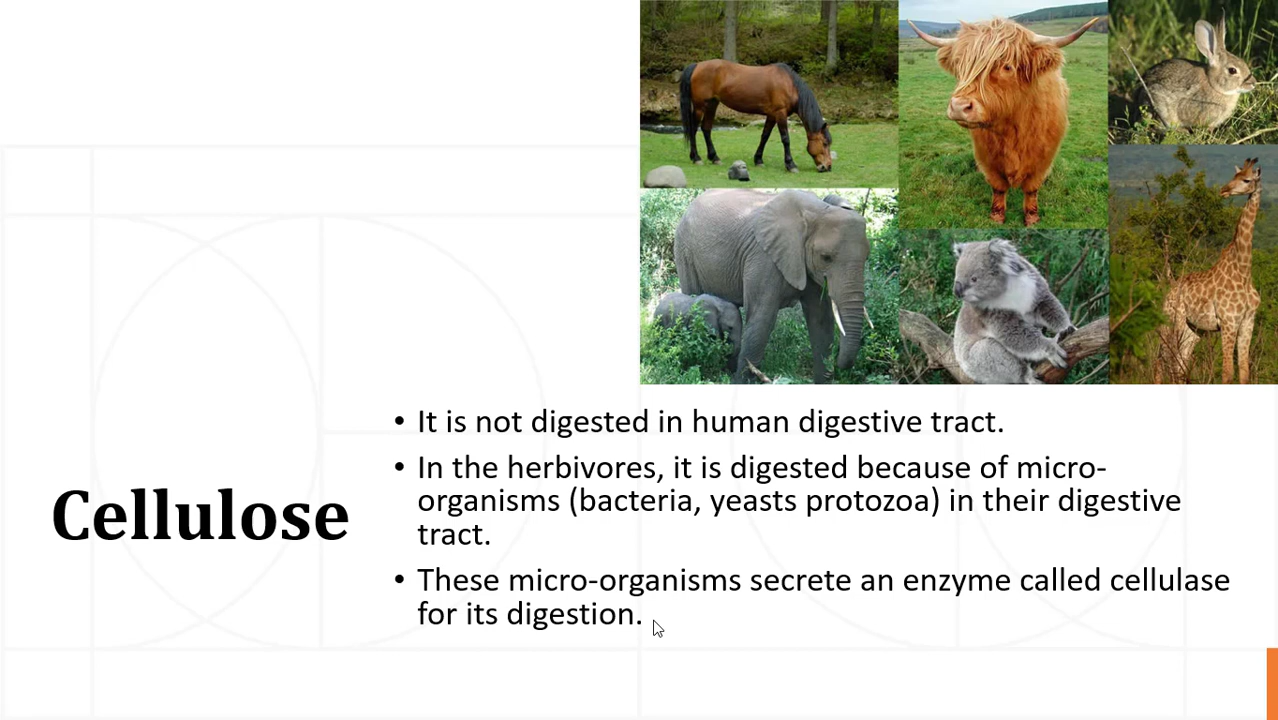 Cellulose
• It is not digested in human digestive tract.
• In the herbivores, it is digested because of micro-
organisms (bacteria, yeasts protozoa) in their digestive
tract.
• These micro-organisms secrete an enzyme called cellulase
for its digestion.